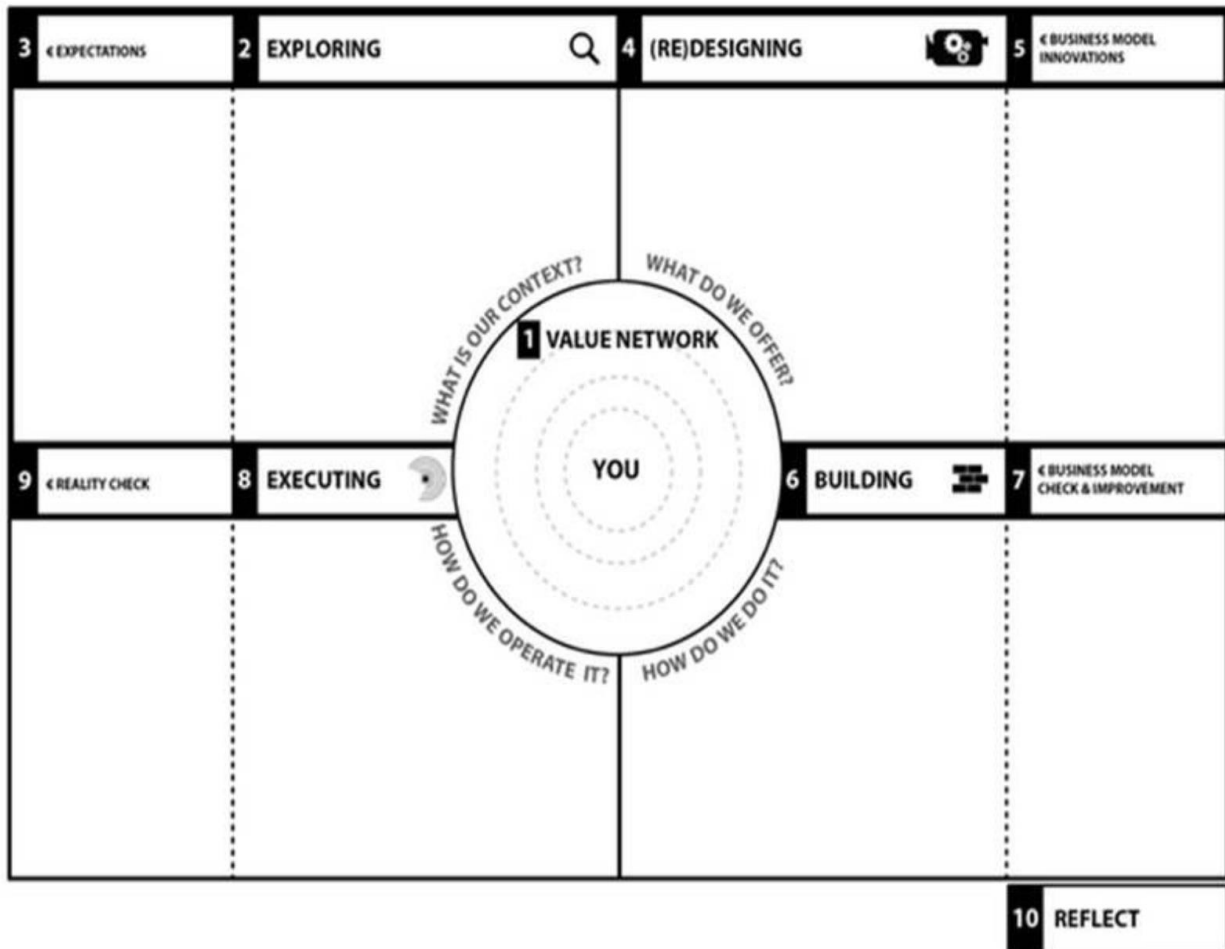 3 € EXPECTATIONS
2 EXPLORING
4 (RE)DESIGNING
5 € BUSINESS MODEL
INNOVATIONS
WHAT IS OUR CONTEXT?
WHAT DO WE OFFER?
1 VALUE NETWORK
YOU
9 € REALITY CHECK
8 EXECUTING
6 BUILDING
7 € BUSINESS MODEL
CHECK & IMPROVEMENT
HOW DO WE OPERATE IT?
HOW DO WE DO IT?
10 REFLECT